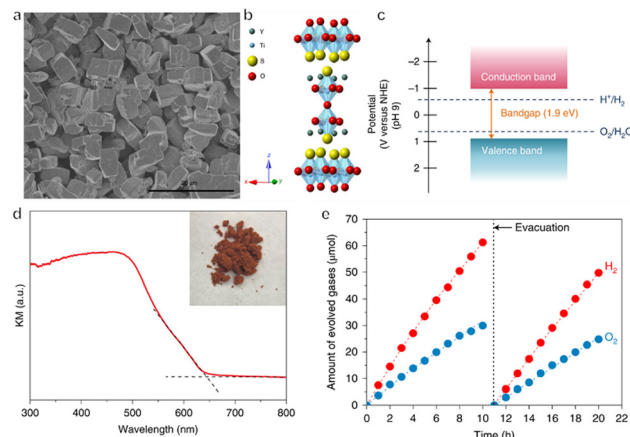 a
b
c
Y
Ti
S
O
z
x
y
Potential
(V versus NHE)
(pH 9)
−2
−1
0
1
2
Conduction band
Bandgap (1.9 eV)
Valence band
H⁺/H₂
O₂/H₂O
d
KM (a.u.)
300 400 500 600 700 800
Wavelength (nm)
e
Amount of evolved gases (μmol)
70
60
50
40
30
20
10
0
Evacuation
H₂
O₂
0 2 4 6 8 10 12 14 16 18 20 22
Time (h)